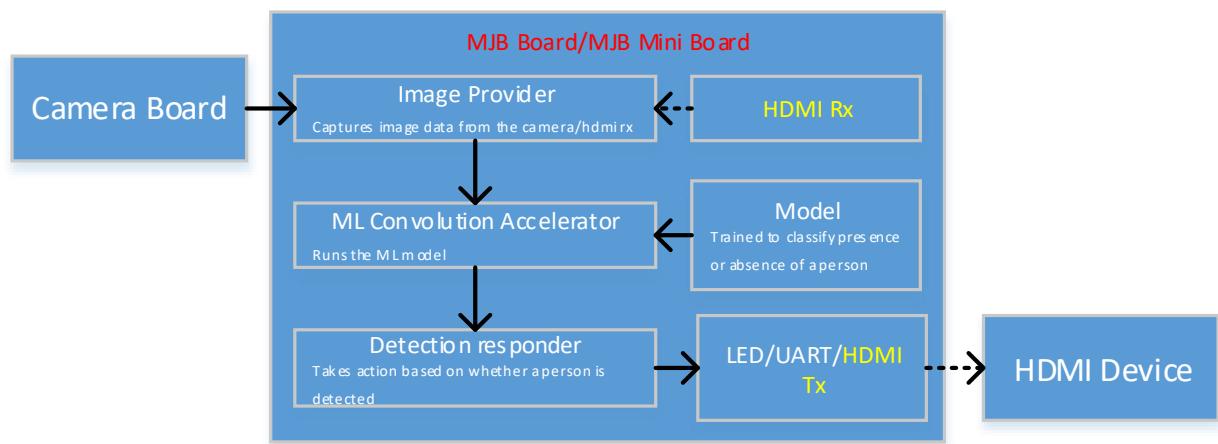 MJB Board/MJB Mini Board
Camera Board
Image Provider
Captures image data from the camera/hdmi rx
HDMI Rx
ML Convolution Accelerator
Runs the ML model
Model
Trained to classify presence
or absence of a person
Detection responder
Takes action based on whether a person is
detected
LED/UART/HDMI
Tx
HDMI Device